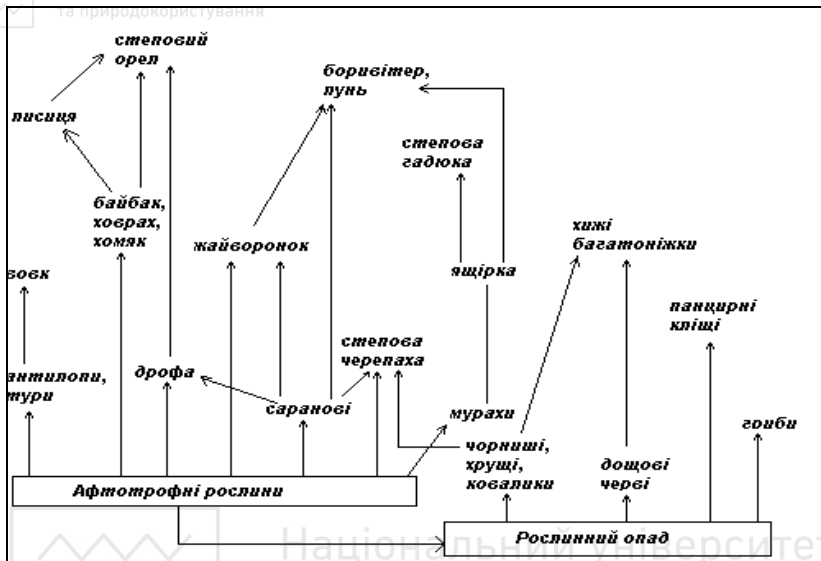 та природокористування
степовий
орел
боривітер,
лунь
лисиця
степова
гадюка
байбак,
ховрах,
хомяк
жайворонок
хижі
багатоніжки
вовк
ящірка
панцирні
кліщі
степова
черепаха
антилопи,
тури
дрофа
саранові
мурахи
гриби
чорниші,
хрущі,
ковалики
дощові
черві
Афтотрофні рослини
Рослинний опад
Національний університет